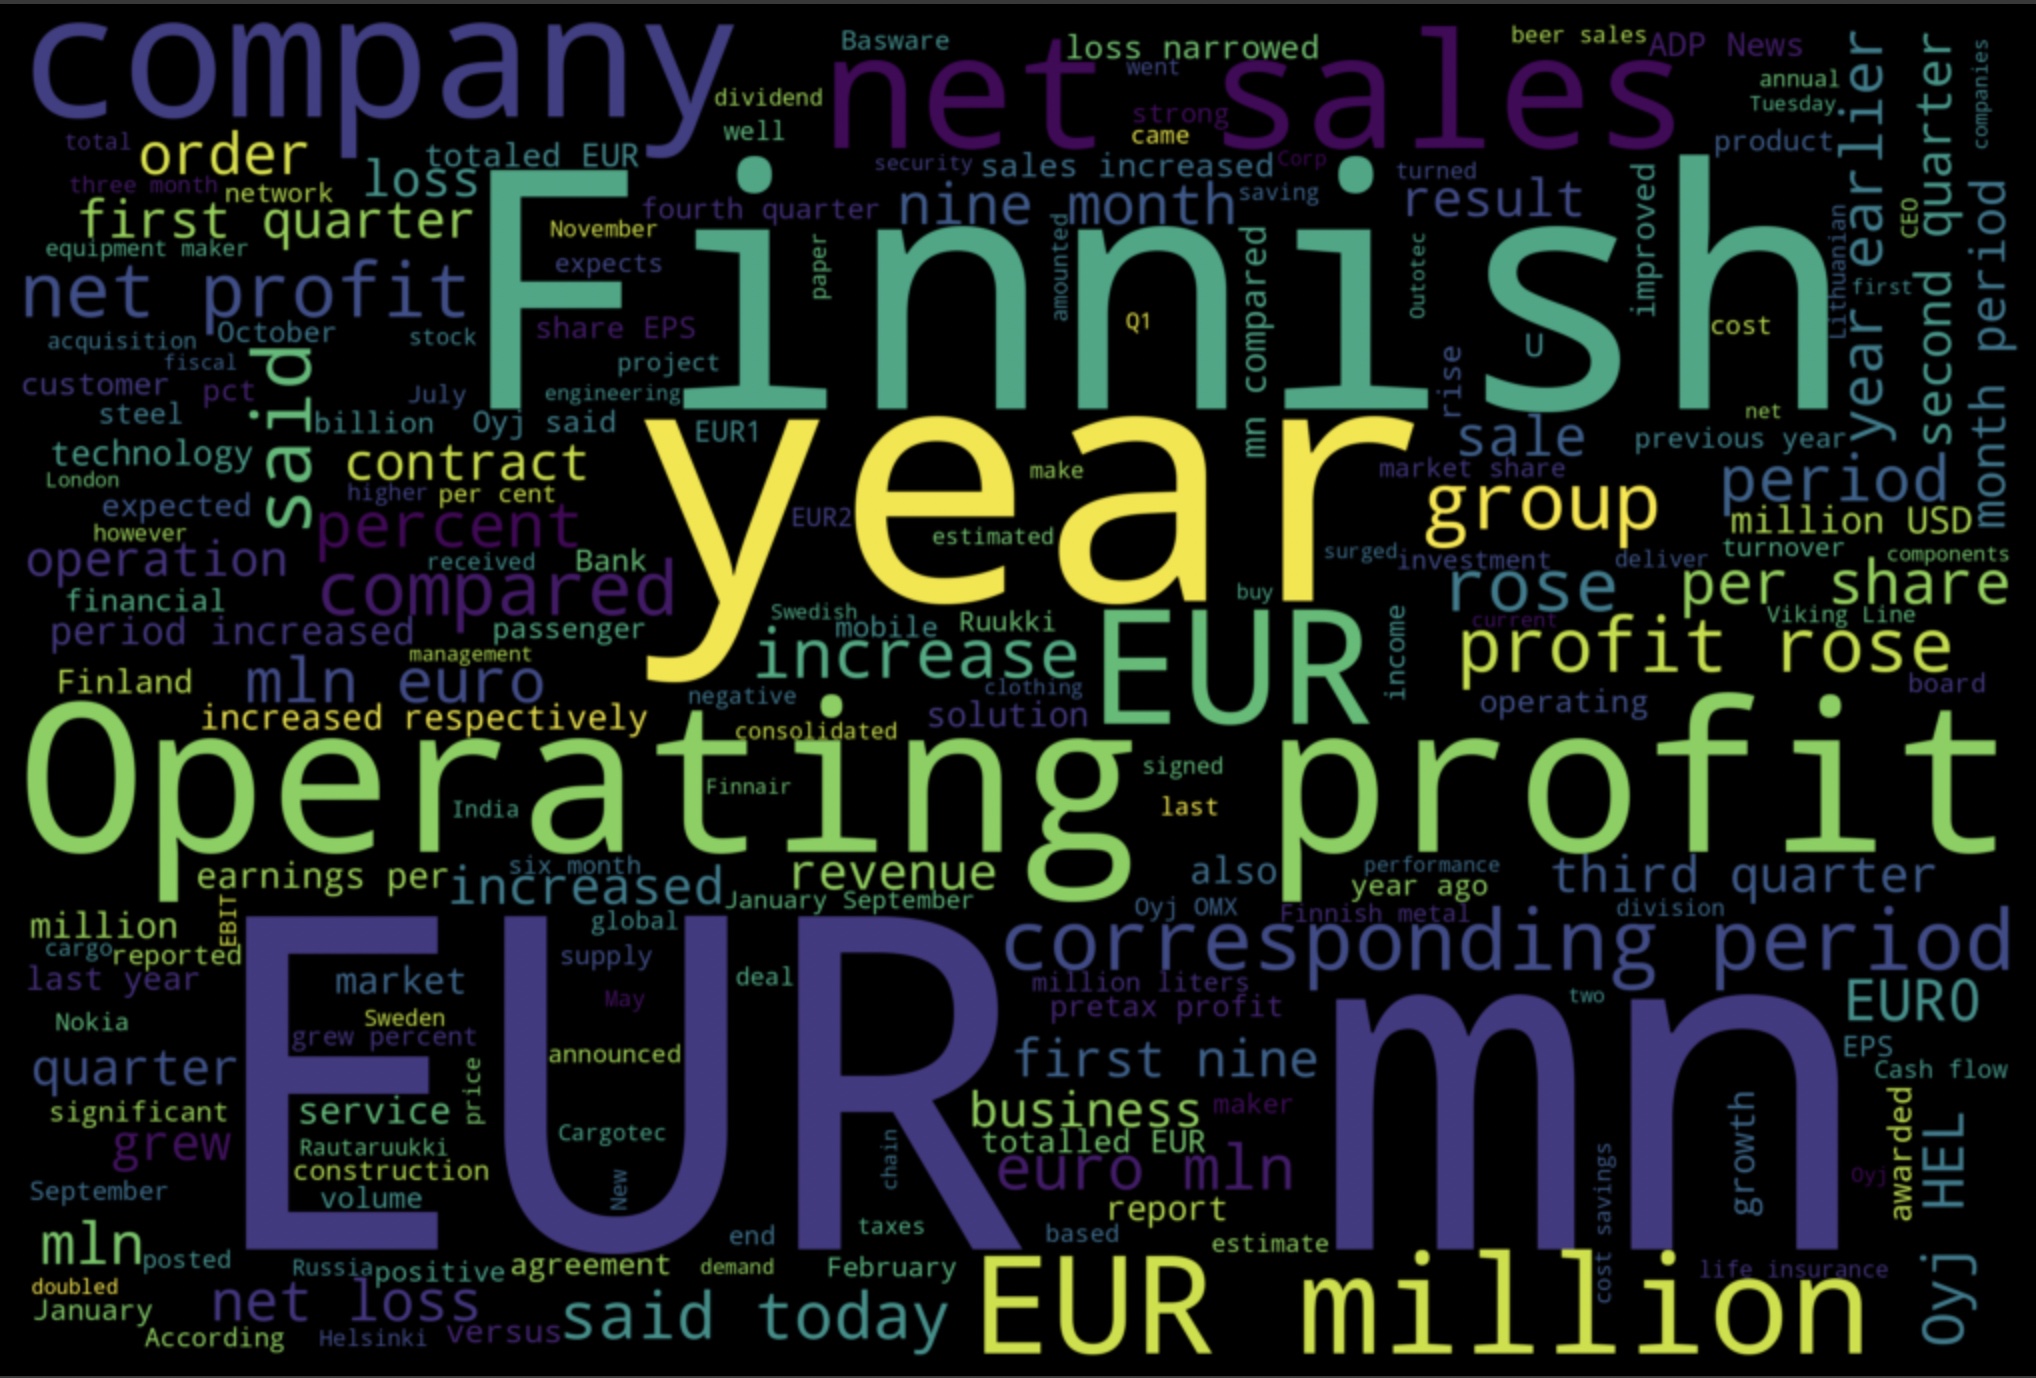 company
Basware
loss narrowed
beer sales
ADP News
went
net sales
annual
dividend
Tuesday
strong
well
came
total
order
totaled EUR
product
year earlier
second quarter
companies
loss
security
sales increased
Corp
turned
three month
network
saving
first quarter
fourth quarter
nine month
result
improved
CEO
month period
November
Finnish
equipment maker
expects
paper
amounted
mn compared
Outotec
Lithuanian
first
net profit
share EPS
Q1
cost
acquisition
October
stock
U
fiscal
project
rise
customer
pct
July
engineering
said
steel
billion
Oyj said
EUR1
net
sale
previous year
technology
contract
year
make
market share
London
period
expected
higher
per cent
group
percent
EUR2
million USD
however
estimated
operation
received
Bank
surged
investment
deliver
turnover
components
compared
buy
rose
per share
financial
Swedish
Viking Line
period increased
passenger
mobile
Ruukki
current
income
management
increase
EUR
profit rose
Finland
mln euro
negative
clothing
operating
board
increased respectively
solution
consolidated
Operating profit
signed
Finnair
India
last
earnings per
six month
increased
revenue
also
performance
year ago
third quarter
January September
EBIT
million
global
Oyj OMX
Finnish metal
division
cargo
reported
supply
corresponding period
last year
market
deal
million liters
May
pretax profit
two
EUR0
Nokia
Sweden
grew percent
EUR mn
announced
first nine
EPS
quarter
price
Cash flow
significant
service
business
maker
growth
awarded
grew
Rautaruukki
Cargotec
chain
totalled EUR
construction
euro mln
cost savings
Oyj
September
volume
New
report
Oyj HEL
mln
posted
end
taxes
based
estimate
Russia
positive
agreement
demand
February
EUR million
life insurance
doubled
January
net loss
said today
According
Helsinki
versus